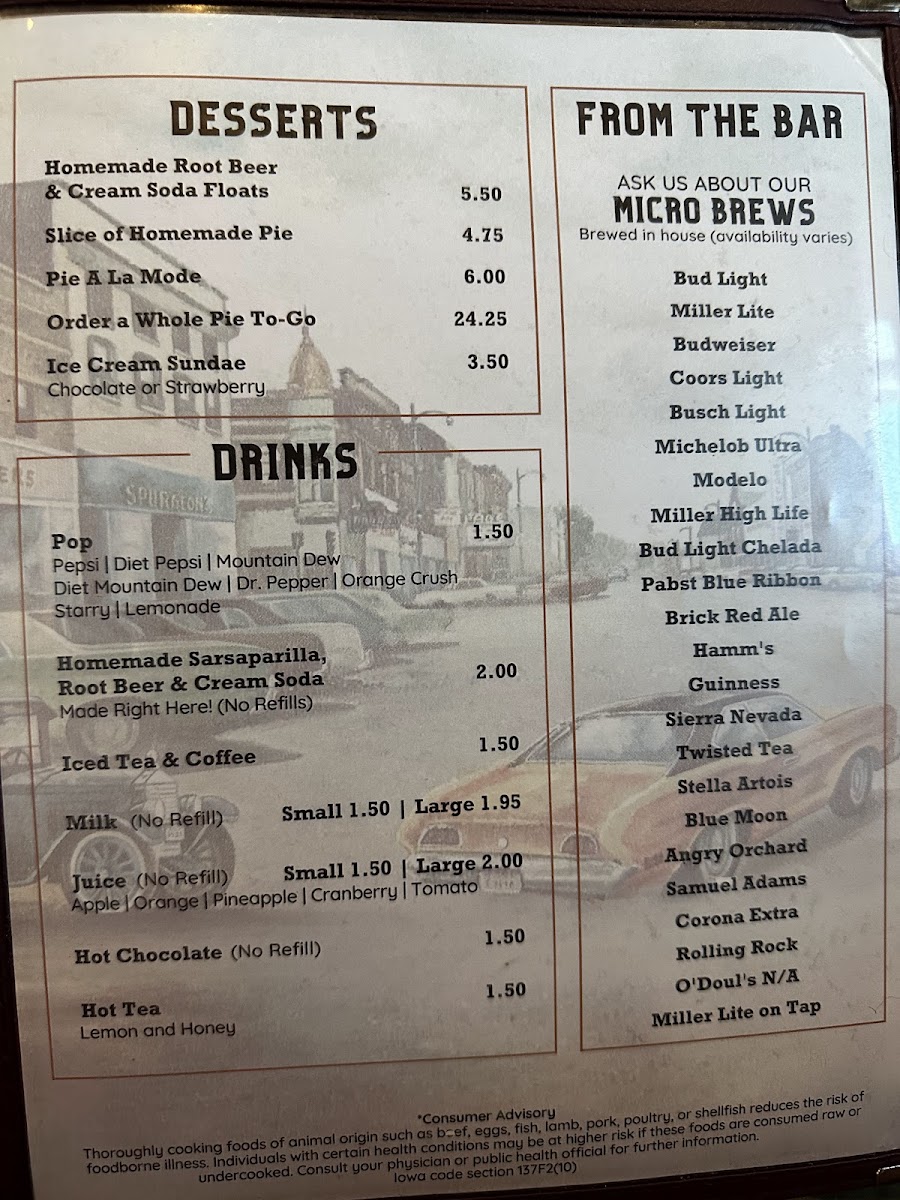 DESSERTS
Homemade Root Beer
& Cream Soda Floats 5.50
Slice of Homemade Pie 4.75
Pie A La Mode 6.00
Order a Whole Pie To-Go 24.25
Ice Cream Sundae 3.50
Chocolate or Strawberry
DRINKS
Pop 1.50
Pepsi | Diet Pepsi | Mountain Dew
Diet Mountain Dew | Dr. Pepper | Orange Crush
Starry | Lemonade
Homemade Sarsaparilla,
Root Beer & Cream Soda 2.00
Made Right Here! (No Refills)
Iced Tea & Coffee 1.50
Milk (No Refill) Small 1.50 | Large 1.95
Juice (No Refill) Small 1.50 | Large 2.00
Apple | Orange | Pineapple | Cranberry | Tomato
Hot Chocolate (No Refill) 1.50
Hot Tea 1.50
Lemon and Honey
FROM THE BAR
ASK US ABOUT OUR
MICRO BREWS
Brewed in house (availability varies)
Bud Light
Miller Lite
Budweiser
Coors Light
Busch Light
Michelob Ultra
Modelo
Miller High Life
Bud Light Chelada
Pabst Blue Ribbon
Brick Red Ale
Hamm's
Guinness
Sierra Nevada
Twisted Tea
Stella Artois
Blue Moon
Angry Orchard
Samuel Adams
Corona Extra
Rolling Rock
O'Doul's N/A
Miller Lite on Tap
SPURGEON'S
*Consumer Advisory
Thoroughly cooking foods of animal origin such as beef, eggs, fish, lamb, pork, poultry, or shellfish reduces the risk of
foodborne illness. Individuals with certain health conditions may be at higher risk if these foods are consumed raw or
undercooked. Consult your physician or public health official for further information.
Iowa code section 137F2(10)